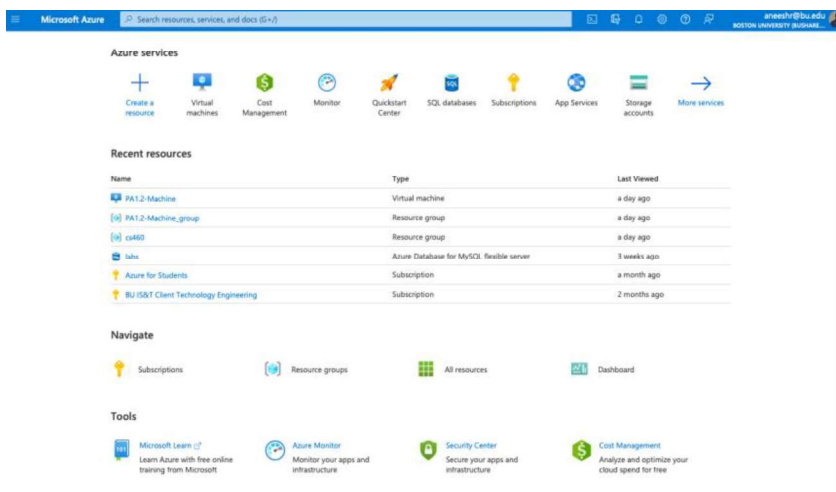 Microsoft Azure
Search resources, services, and docs (G+/)
aneeshr@bu.edu
BOSTON UNIVERSITY (BUSHARE...
Azure services
Create a resource
Virtual machines
Cost Management
Monitor
Quickstart Center
SQL databases
Subscriptions
App Services
Storage accounts
More services
Recent resources
Name Type Last Viewed
PA1.2-Machine Virtual machine a day ago
PA1.2-Machine_group Resource group a day ago
cs460 Resource group a day ago
labs Azure Database for MySQL flexible server 3 weeks ago
Azure for Students Subscription a month ago
BU IS&T Client Technology Engineering Subscription 2 months ago
Navigate
Subscriptions Resource groups All resources Dashboard
Tools
Microsoft Learn
Learn Azure with free online
training from Microsoft
Azure Monitor
Monitor your apps and
infrastructure
Security Center
Secure your apps and
infrastructure
Cost Management
Analyze and optimize your
cloud spend for free